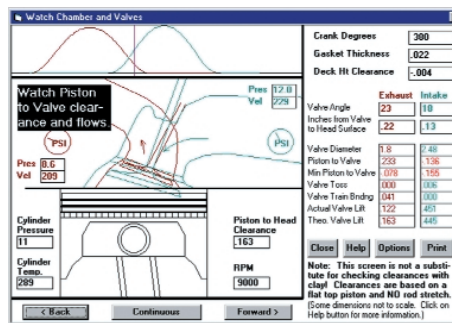 Watch Chamber and Valves
Crank Degrees 380
Gasket Thickness .022
Deck Ht Clearance -.004
Watch Piston
to Valve clear-
ance and flows.
Pres 12.0
Vel 229
PSI
PSI
Pres 8.6
Vel 209
Exhaust Intake
Valve Angle 23 10
Inches from Valve
to Head Surface .22 .13
Valve Diameter 1.8 2.48
Piston to Valve 233 -.136
Min Piston to Valve -.078 -.155
Valve Toss .000 .006
Valve Train Bndng .041 .000
Actual Valve Lift 122 451
Theo. Valve Lift .163 .445
Cylinder
Pressure
11
Cylinder
Temp.
289
Piston to Head
Clearance
.163
RPM
9000
Close Help Options Print
Note: This screen is not a substi-
tute for checking clearances with
clay! Clearances are based on a
flat top piston and NO rod stretch.
(Some dimensions not to scale. Click on
Help button for more information.)
< Back Continuous Forward >